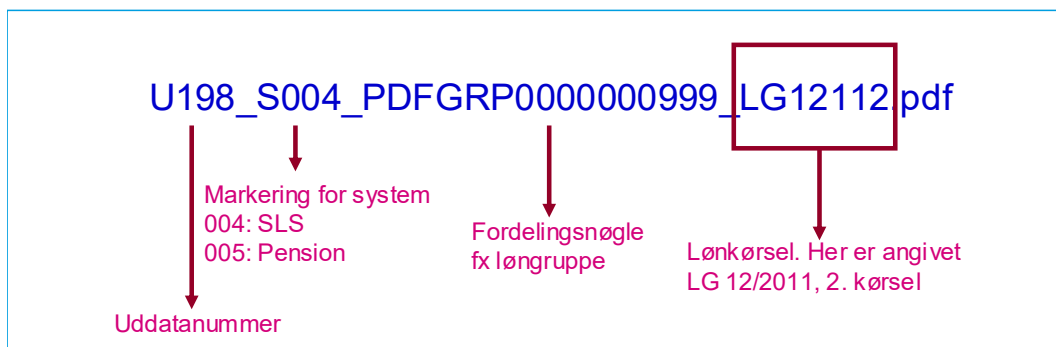 U198_S004_PDFGRP0000000999_LG12112.pdf
Markering for system
004: SLS
005: Pension
Fordelingsnøgle
fx løngruppe
Lønkørsel. Her er angivet
LG 12/2011, 2. kørsel
Uddatanummer